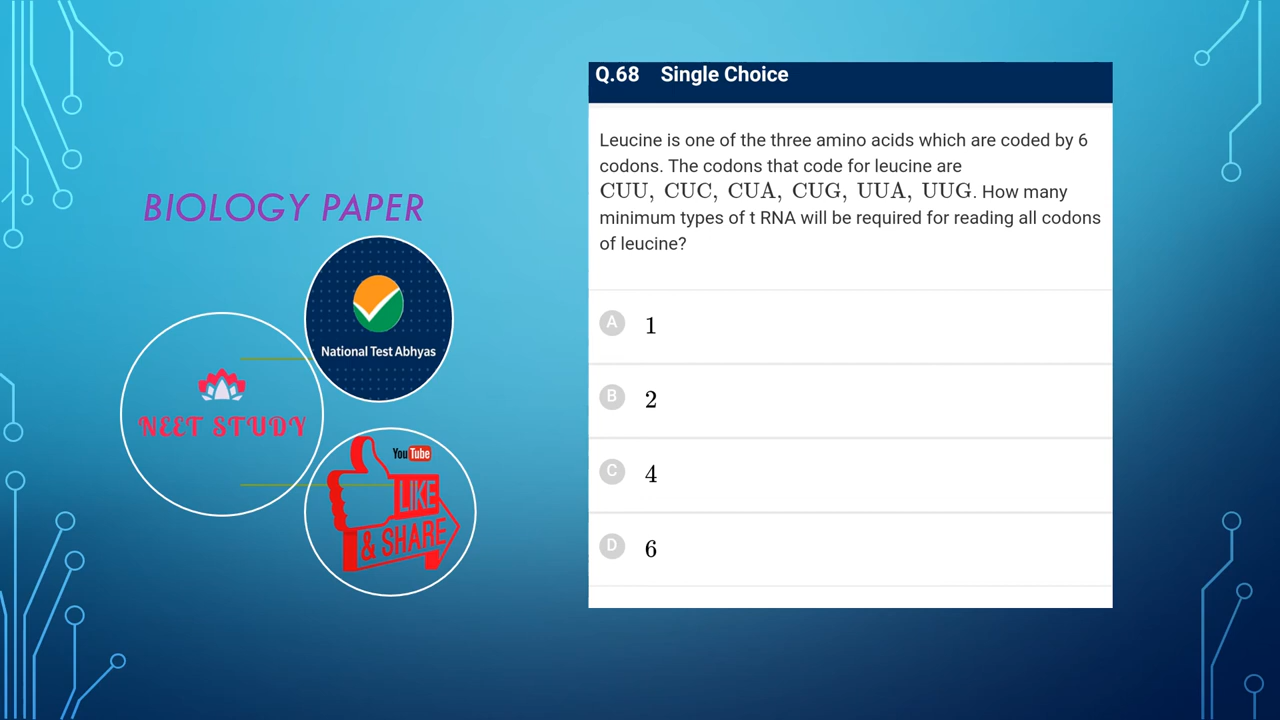 BIOLOGY PAPER
National Test Abhyas
NEET STUDY
YouTube
LIKE
& SHARE
Q.68 Single Choice
Leucine is one of the three amino acids which are coded by 6
codons. The codons that code for leucine are
CUU, CUC, CUA, CUG, UUA, UUG. How many
minimum types of t RNA will be required for reading all codons
of leucine?
A 1
B 2
C 4
D 6